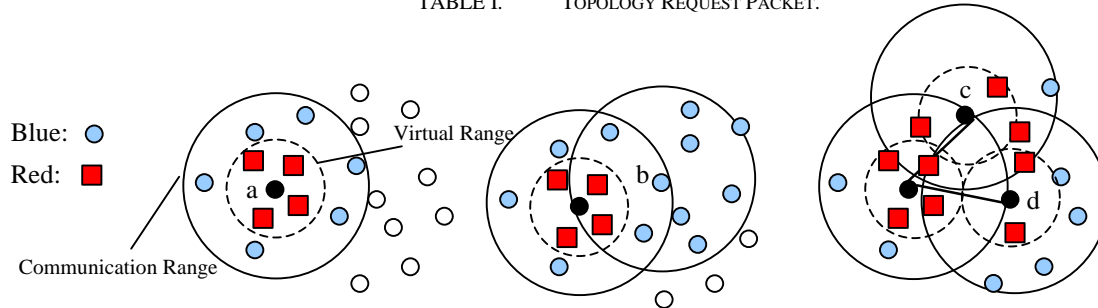 TABLE I. TOPOLOGY REQUEST PACKET.
Blue:
Red:
Virtual Range
Communication Range
a
b
c
d